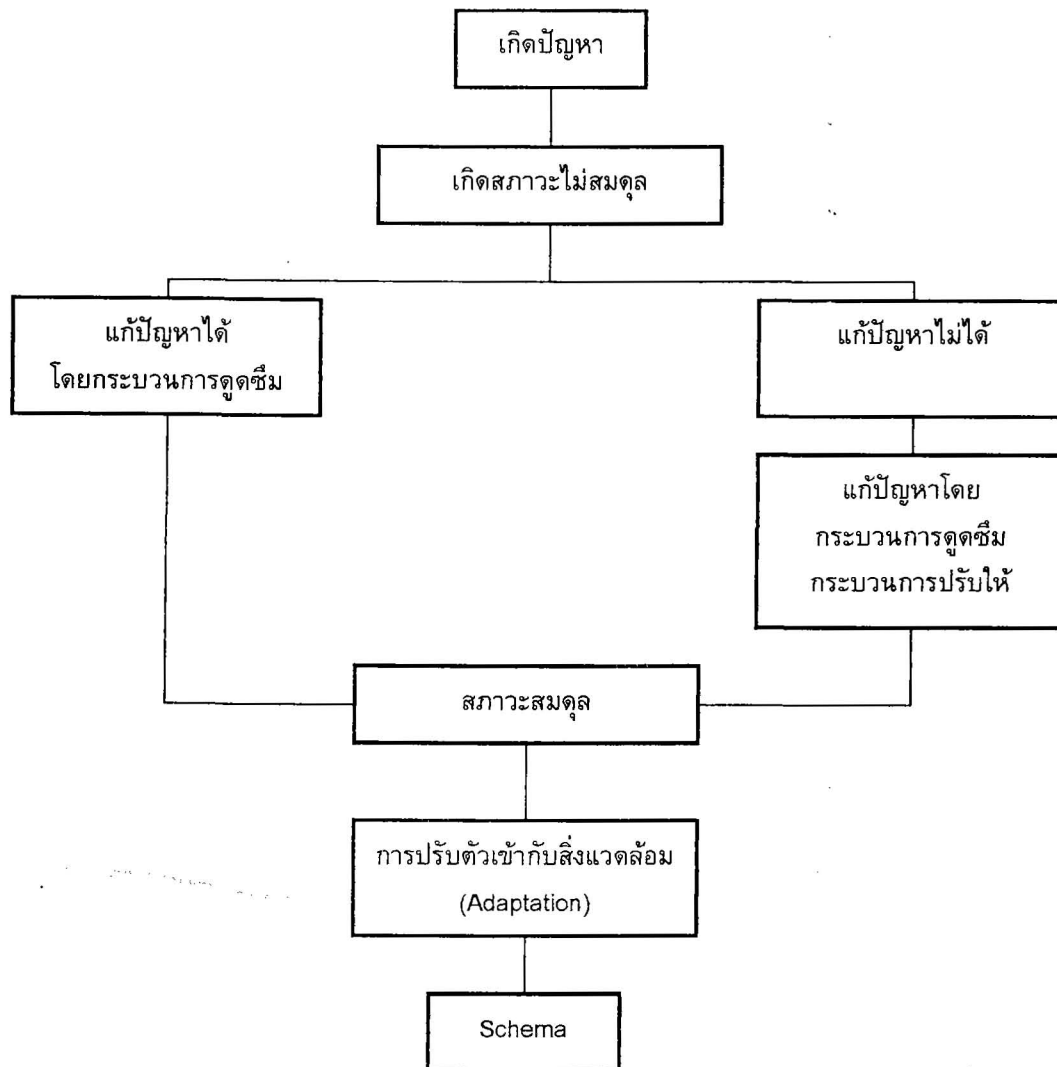 เกิดปัญหา
เกิดสภาวะไม่สมดุล
แก้ปัญหาได้
โดยกระบวนการดูดซึม
แก้ปัญหาไม่ได้
แก้ปัญหาโดย
กระบวนการดูดซึม
กระบวนการปรับให้
สภาวะสมดุล
การปรับตัวเข้ากับสิ่งแวดล้อม
(Adaptation)
Schema